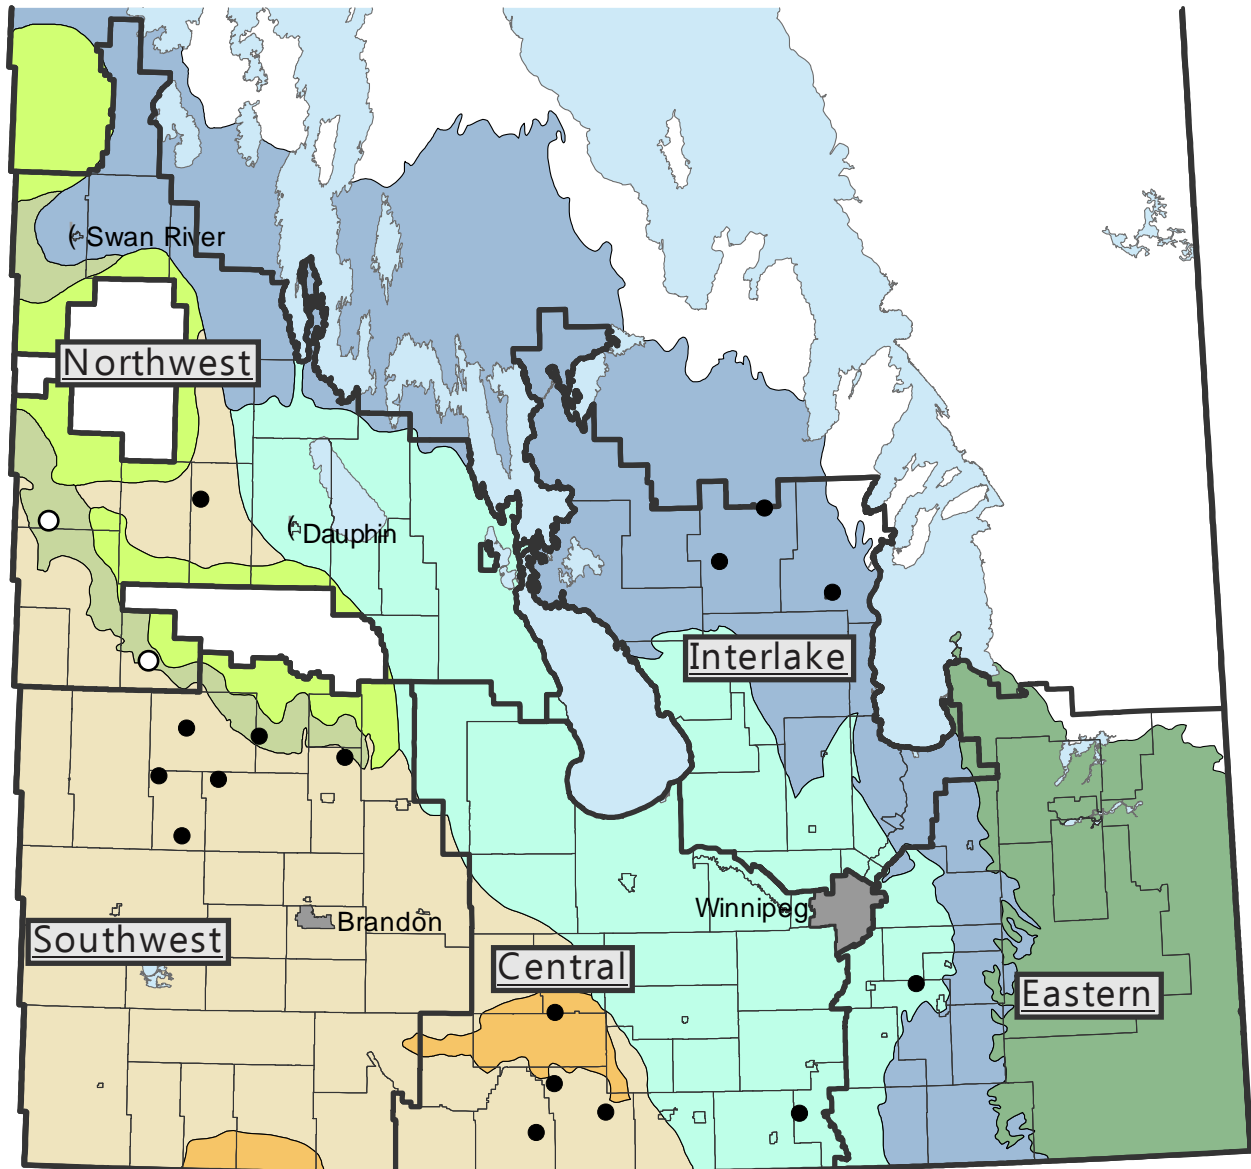 Swan River
Northwest
Dauphin
Interlake
Winnipeg
Brandon
Southwest
Central
Eastern